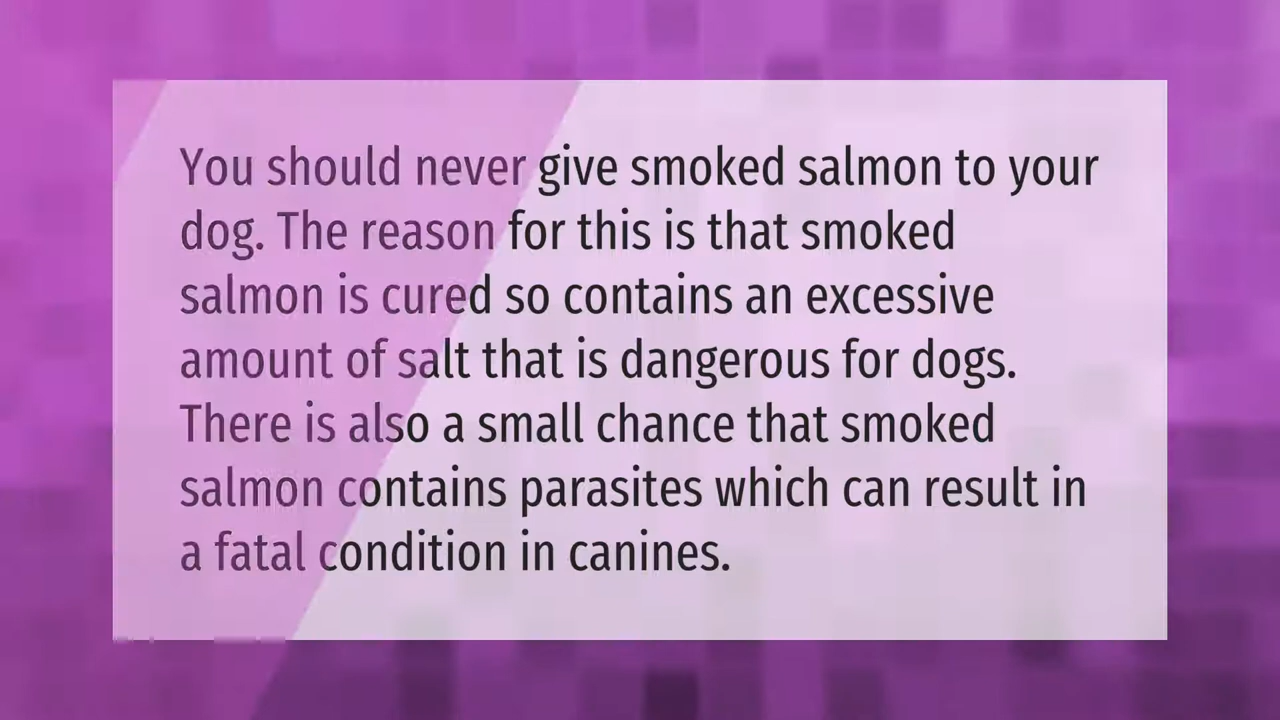 You should never give smoked salmon to your
dog. The reason for this is that smoked
salmon is cured so contains an excessive
amount of salt that is dangerous for dogs.
There is also a small chance that smoked
salmon contains parasites which can result in
a fatal condition in canines.